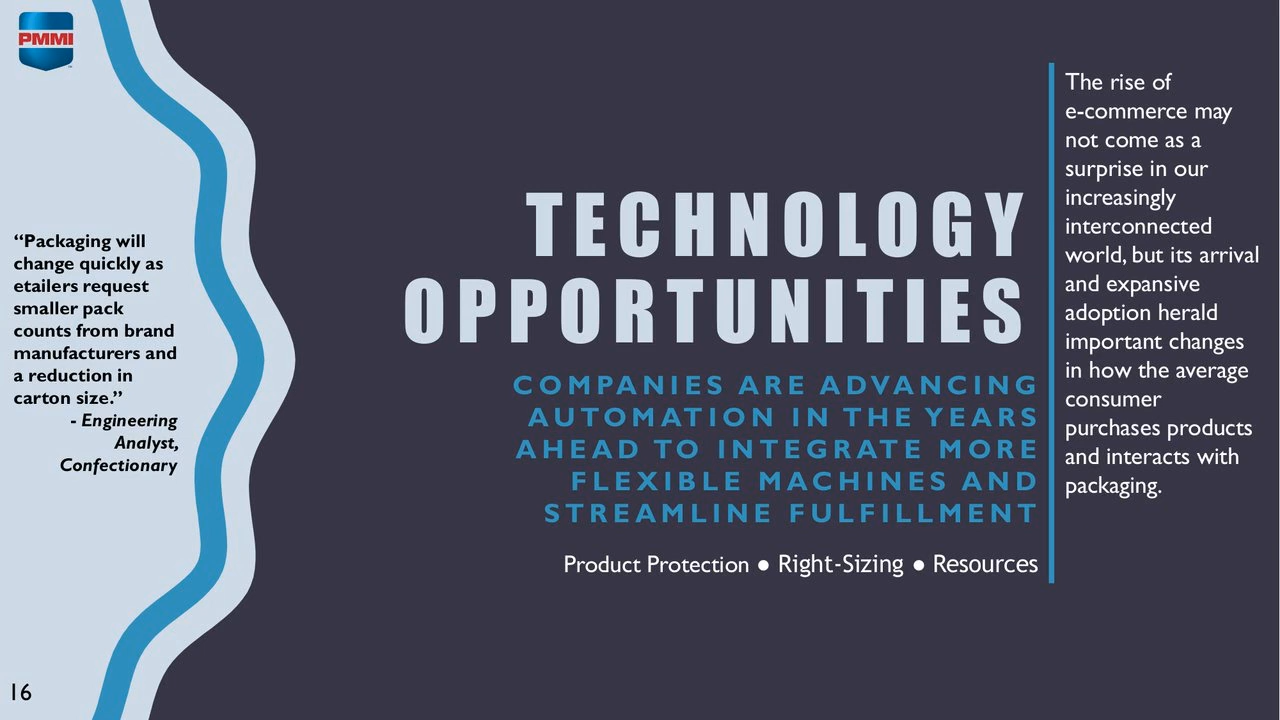 PMMI
“Packaging will
change quickly as
etailers request
smaller pack
counts from brand
manufacturers and
a reduction in
carton size.”
- Engineering
Analyst,
Confectionary
TECHNOLOGY
OPPORTUNITIES
COMPANIES ARE ADVANCING
AUTOMATION IN THE YEARS
AHEAD TO INTEGRATE MORE
FLEXIBLE MACHINES AND
STREAMLINE FULFILLMENT
Product Protection ● Right-Sizing ● Resources
The rise of
e-commerce may
not come as a
surprise in our
increasingly
interconnected
world, but its arrival
and expansive
adoption herald
important changes
in how the average
consumer
purchases products
and interacts with
packaging.
16